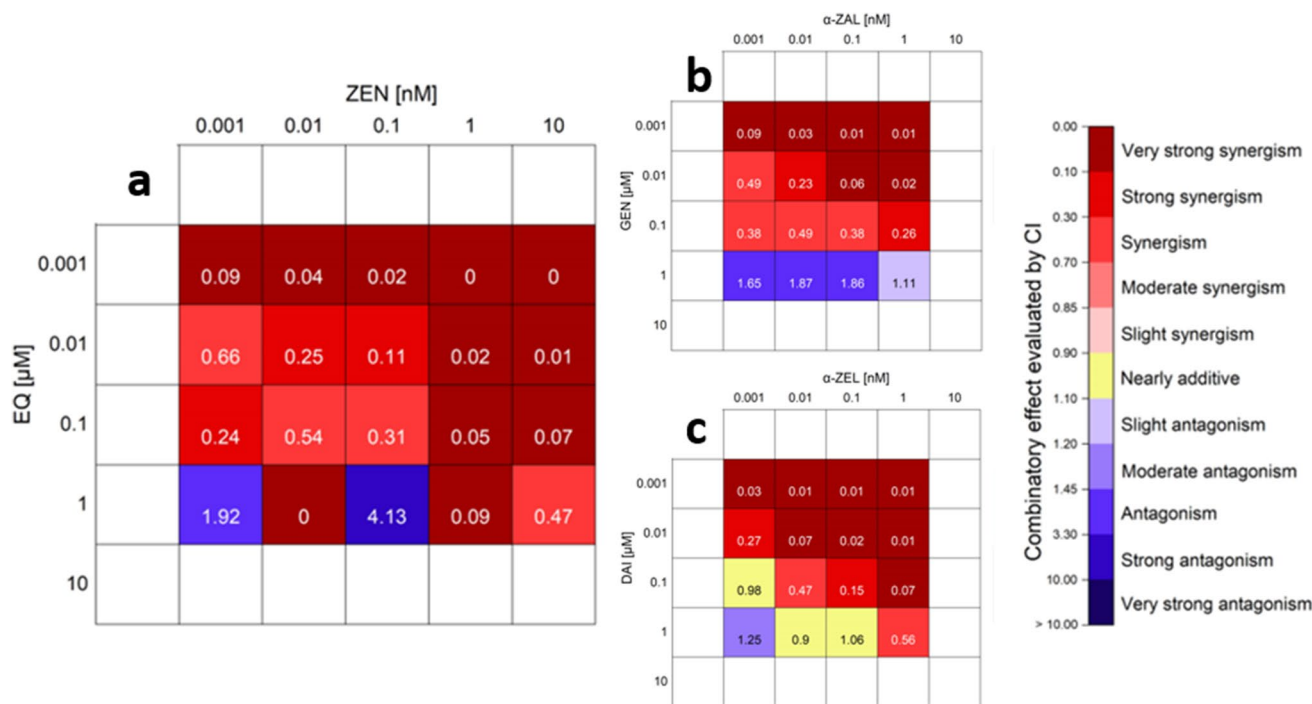 a
ZEN [nM]
0.001 0.01 0.1 1 10
EQ [µM]
0.001 0.09 0.04 0.02 0 0
0.01 0.66 0.25 0.11 0.02 0.01
0.1 0.24 0.54 0.31 0.05 0.07
1 1.92 0 4.13 0.09 0.47
10
b
α-ZAL [nM]
0.001 0.01 0.1 1 10
GEN [µM]
0.001 0.09 0.03 0.01 0.01
0.01 0.49 0.23 0.06 0.02
0.1 0.38 0.49 0.38 0.26
1 1.65 1.87 1.86 1.11
10
c
α-ZEL [nM]
0.001 0.01 0.1 1 10
DAI [µM]
0.001 0.03 0.01 0.01 0.01
0.01 0.27 0.07 0.02 0.01
0.1 0.98 0.47 0.15 0.07
1 1.25 0.9 1.06 0.56
10
Combinatory effect evaluated by CI
0.00
Very strong synergism
0.10
Strong synergism
0.30
Synergism
0.70
Moderate synergism
0.85
Slight synergism
0.90
Nearly additive
1.10
Slight antagonism
1.20
Moderate antagonism
1.45
Antagonism
3.30
Strong antagonism
10.00
Very strong antagonism
> 10.00